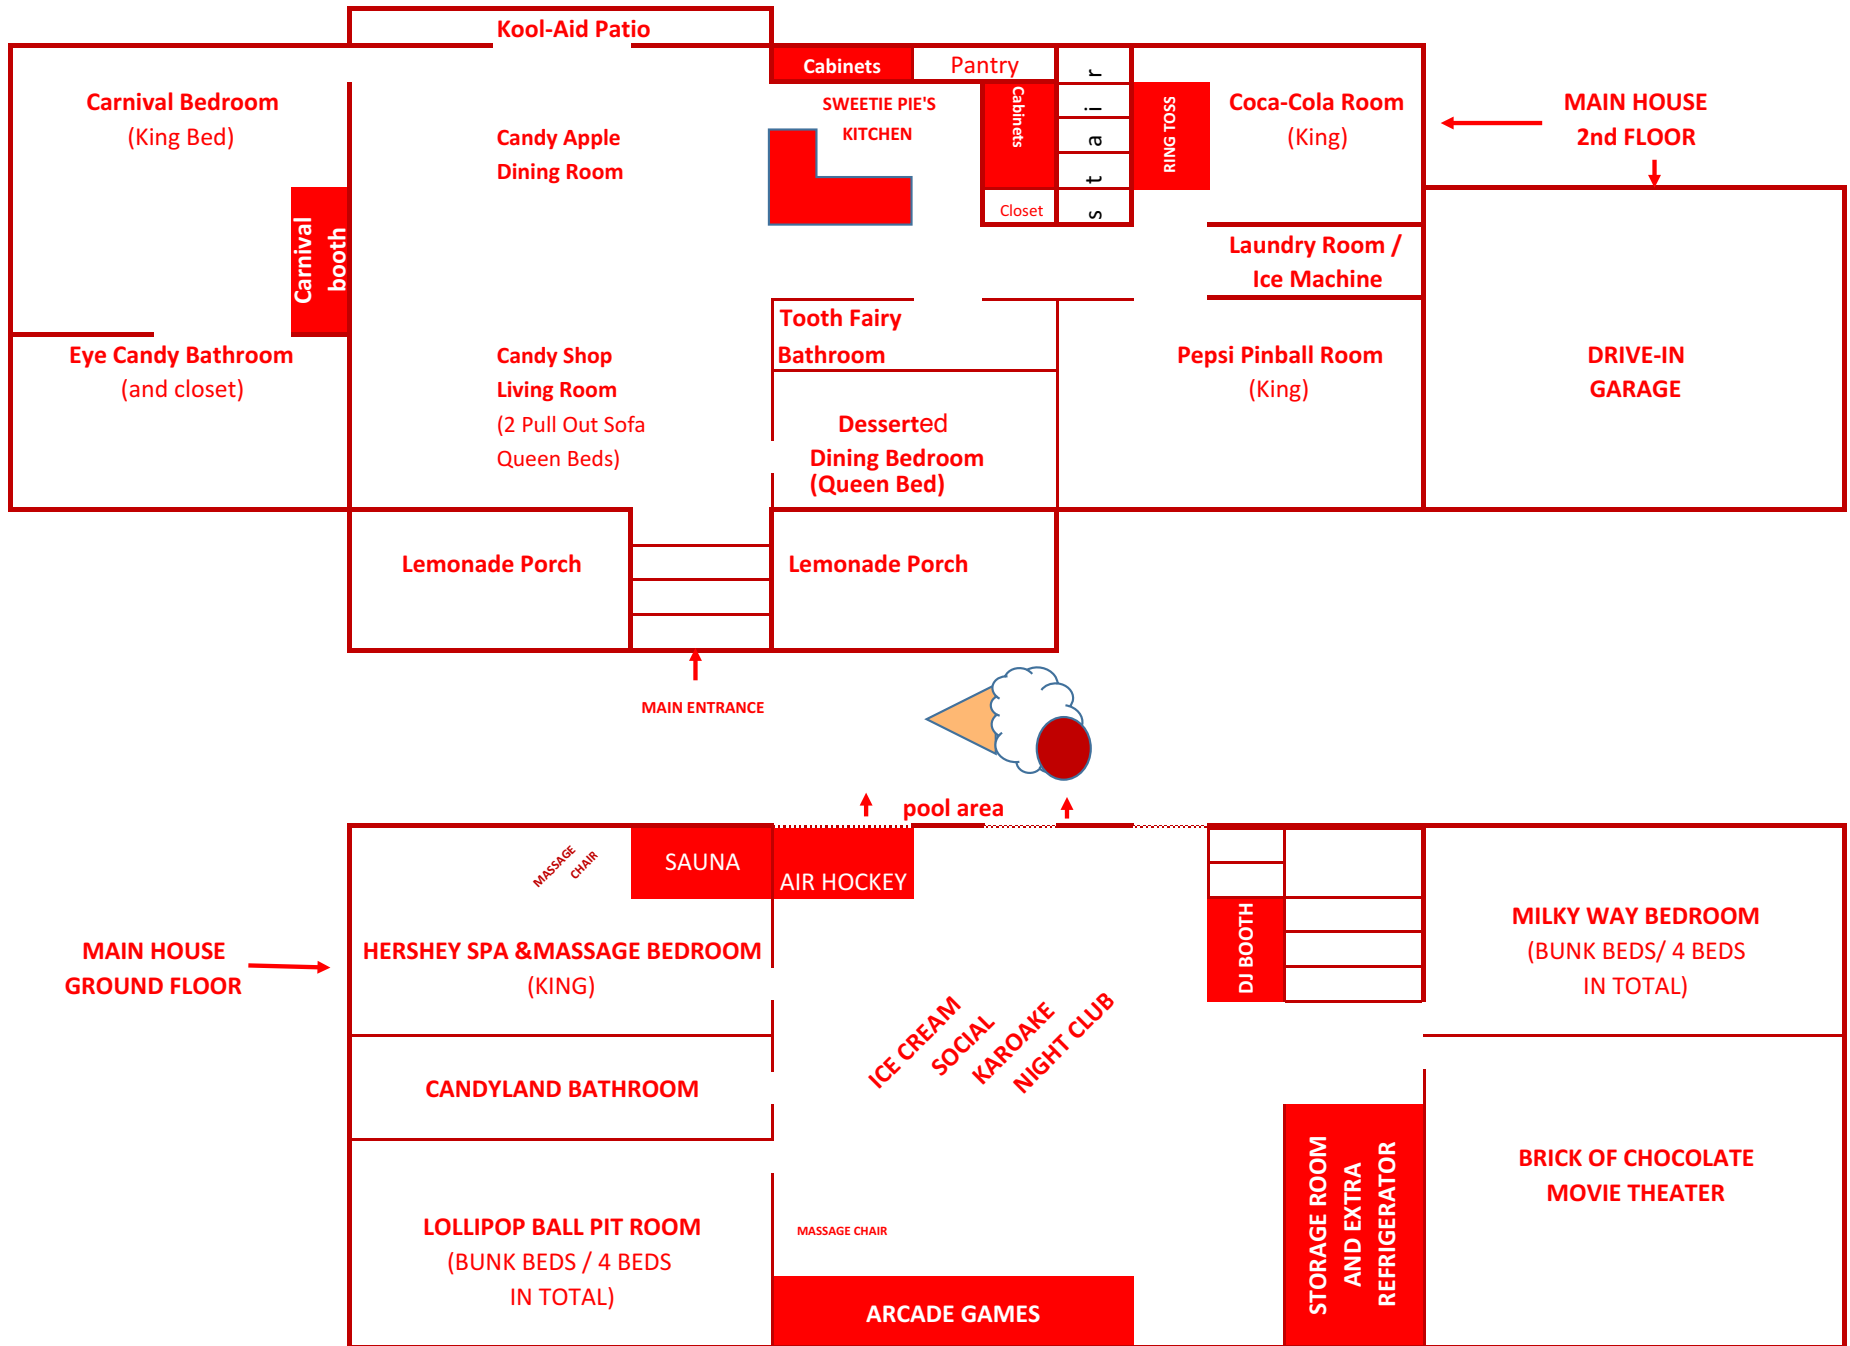 Kool-Aid Patio
Carnival Bedroom
(King Bed)
Carnival
booth
Eye Candy Bathroom
(and closet)
Candy Apple
Dining Room
Candy Shop
Living Room
(2 Pull Out Sofa
Queen Beds)
Cabinets
Pantry
SWEETIE PIE'S
KITCHEN
Cabinets
Closet
stair
RING TOSS
Coca-Cola Room
(King)
Laundry Room /
Ice Machine
Tooth Fairy
Bathroom
Desserted
Dining Bedroom
(Queen Bed)
Pepsi Pinball Room
(King)
MAIN HOUSE
2nd FLOOR
DRIVE-IN
GARAGE
Lemonade Porch
Lemonade Porch
MAIN ENTRANCE
pool area
MAIN HOUSE
GROUND FLOOR
MASSAGE
CHAIR
SAUNA
AIR HOCKEY
HERSHEY SPA &MASSAGE BEDROOM
(KING)
CANDYLAND BATHROOM
LOLLIPOP BALL PIT ROOM
(BUNK BEDS / 4 BEDS
IN TOTAL)
ICE CREAM
SOCIAL
KAROAKE
NIGHT CLUB
MASSAGE CHAIR
ARCADE GAMES
DJ BOOTH
STORAGE ROOM
AND EXTRA
REFRIGERATOR
MILKY WAY BEDROOM
(BUNK BEDS/ 4 BEDS
IN TOTAL)
BRICK OF CHOCOLATE
MOVIE THEATER